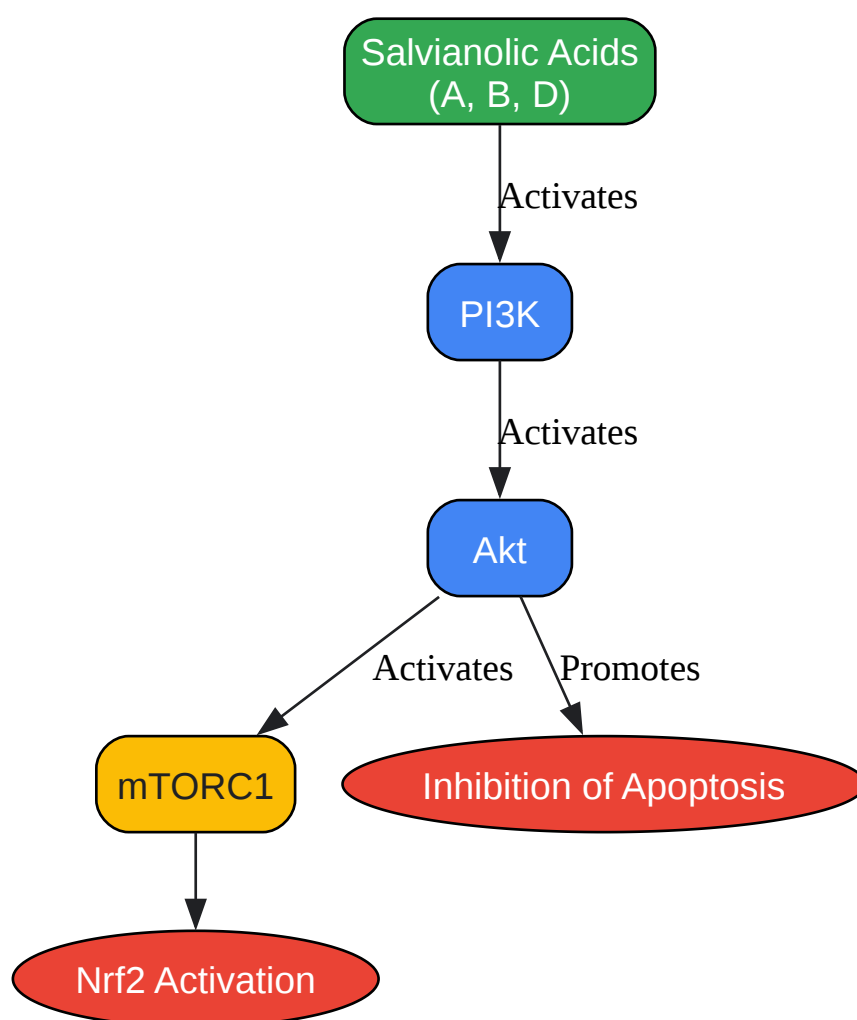 Salvianolic Acids
(A, B, D)
Activates
PI3K
Activates
Akt
Activates
Promotes
mTORC1
Inhibition of Apoptosis
Nrf2 Activation